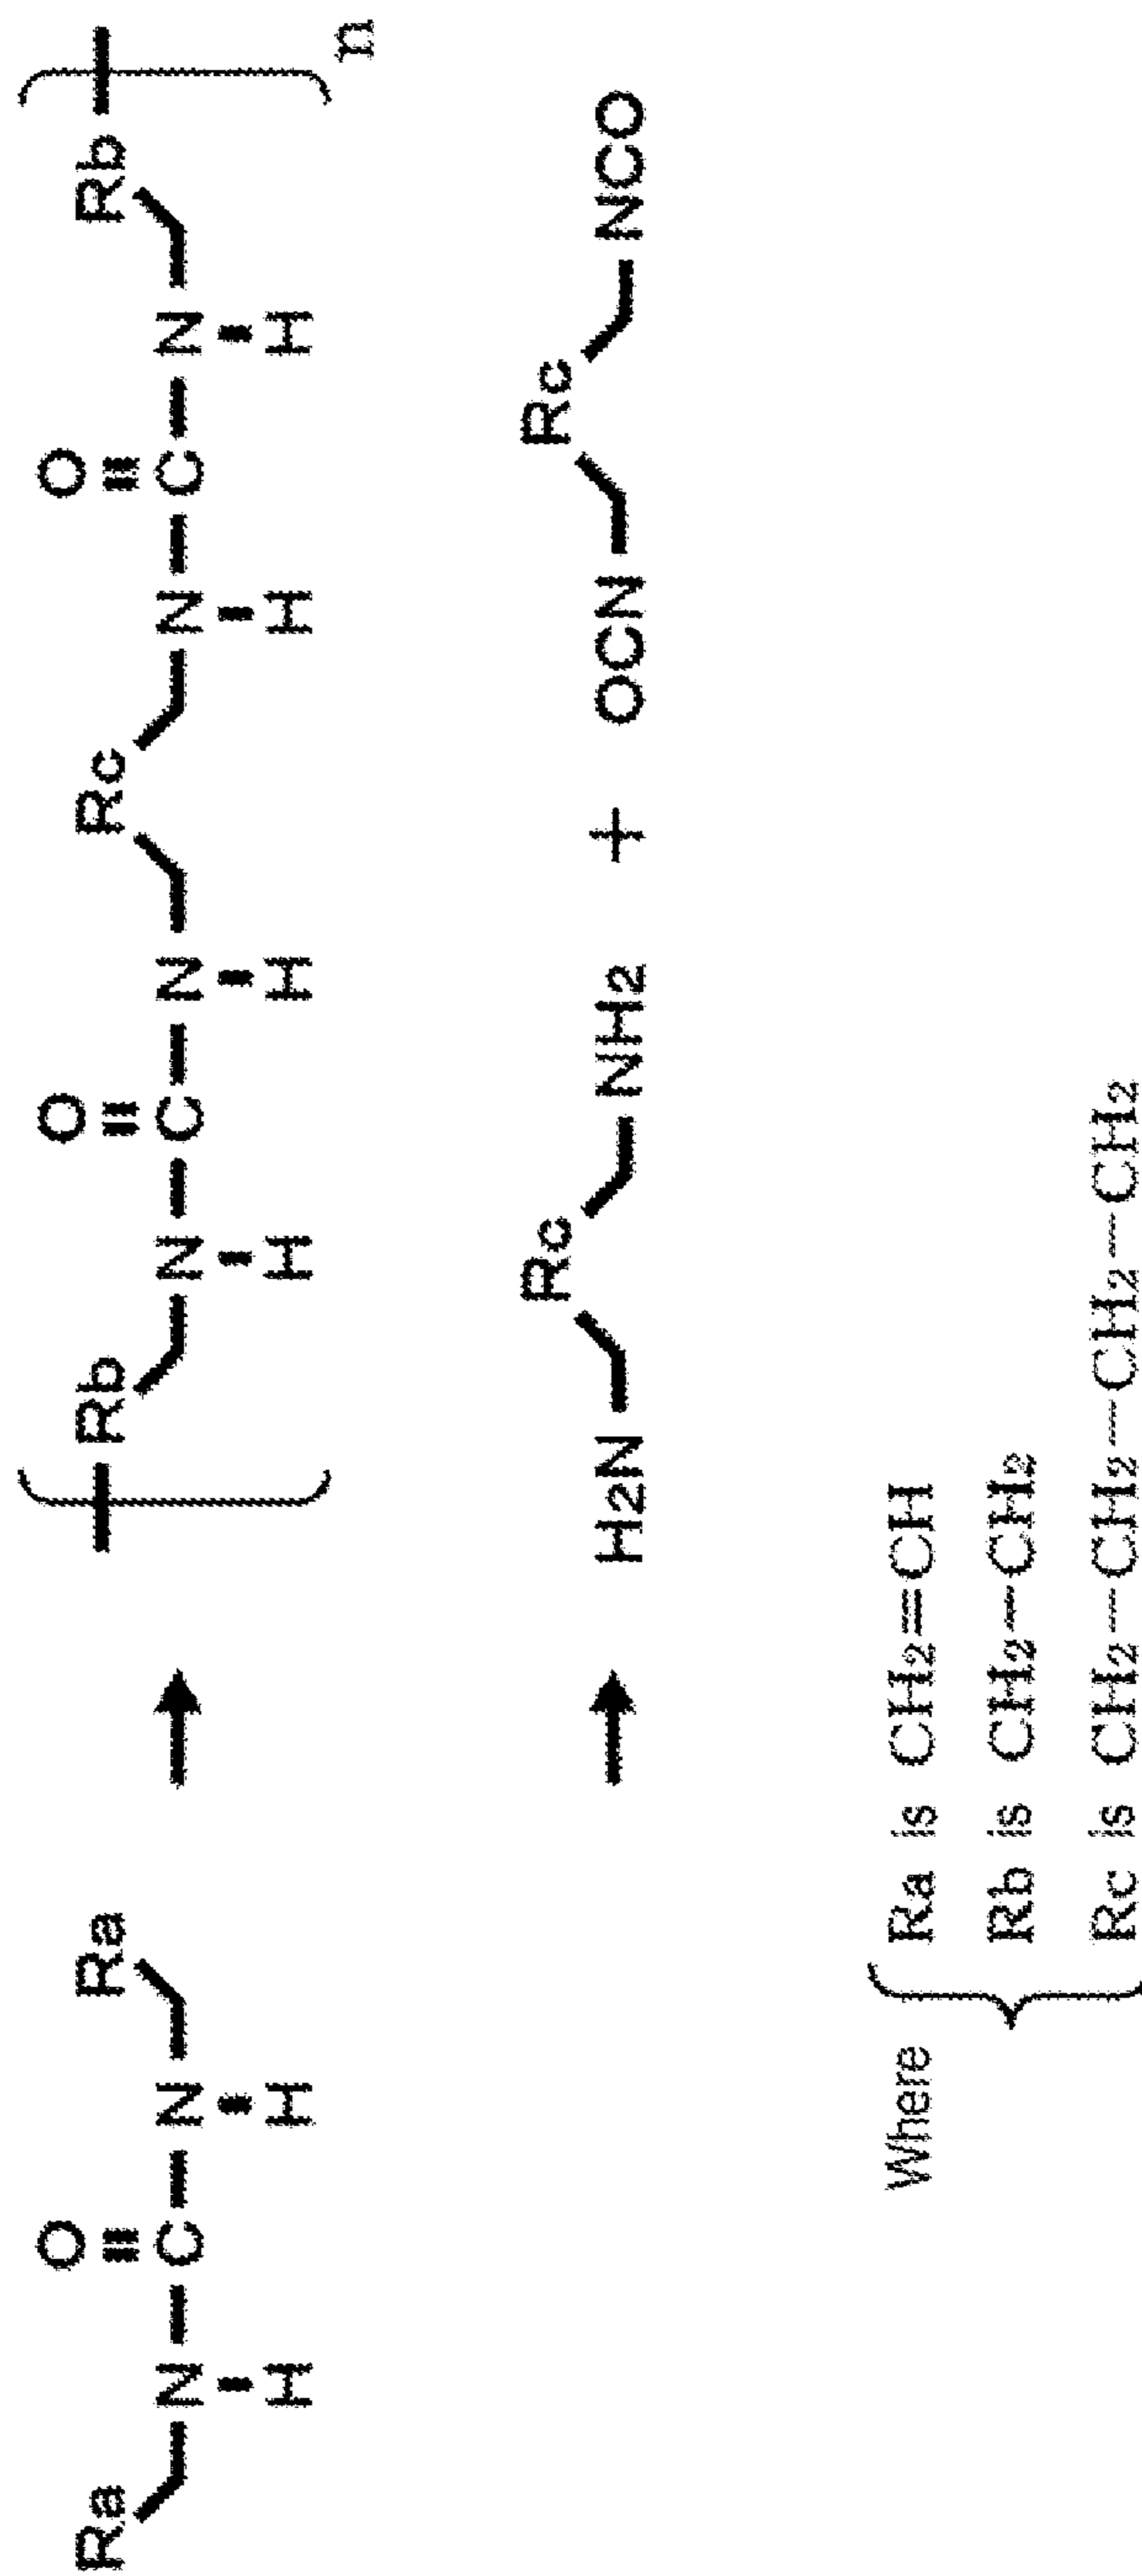 O O O
Ra Ra Rb Rc Rb
N – C – N N – C – N N – C – N
H H → H H H H
n
Rc Rc
→ H₂N NH₂ + OCN NCO
Where Ra is CH₂=CH
Rb is CH₂—CH₂
Rc is CH₂—CH₂—CH₂—CH₂